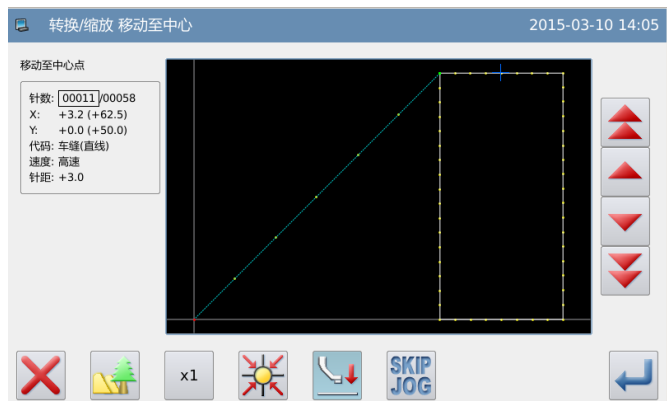 转换/缩放 移动至中心 2015-03-10 14:05
移动至中心点
针数: 00011/00058
X: +3.2 (+62.5)
Y: +0.0 (+50.0)
代码: 车缝(直线)
速度: 高速
针距: +3.0
x1
SKIP
JOG